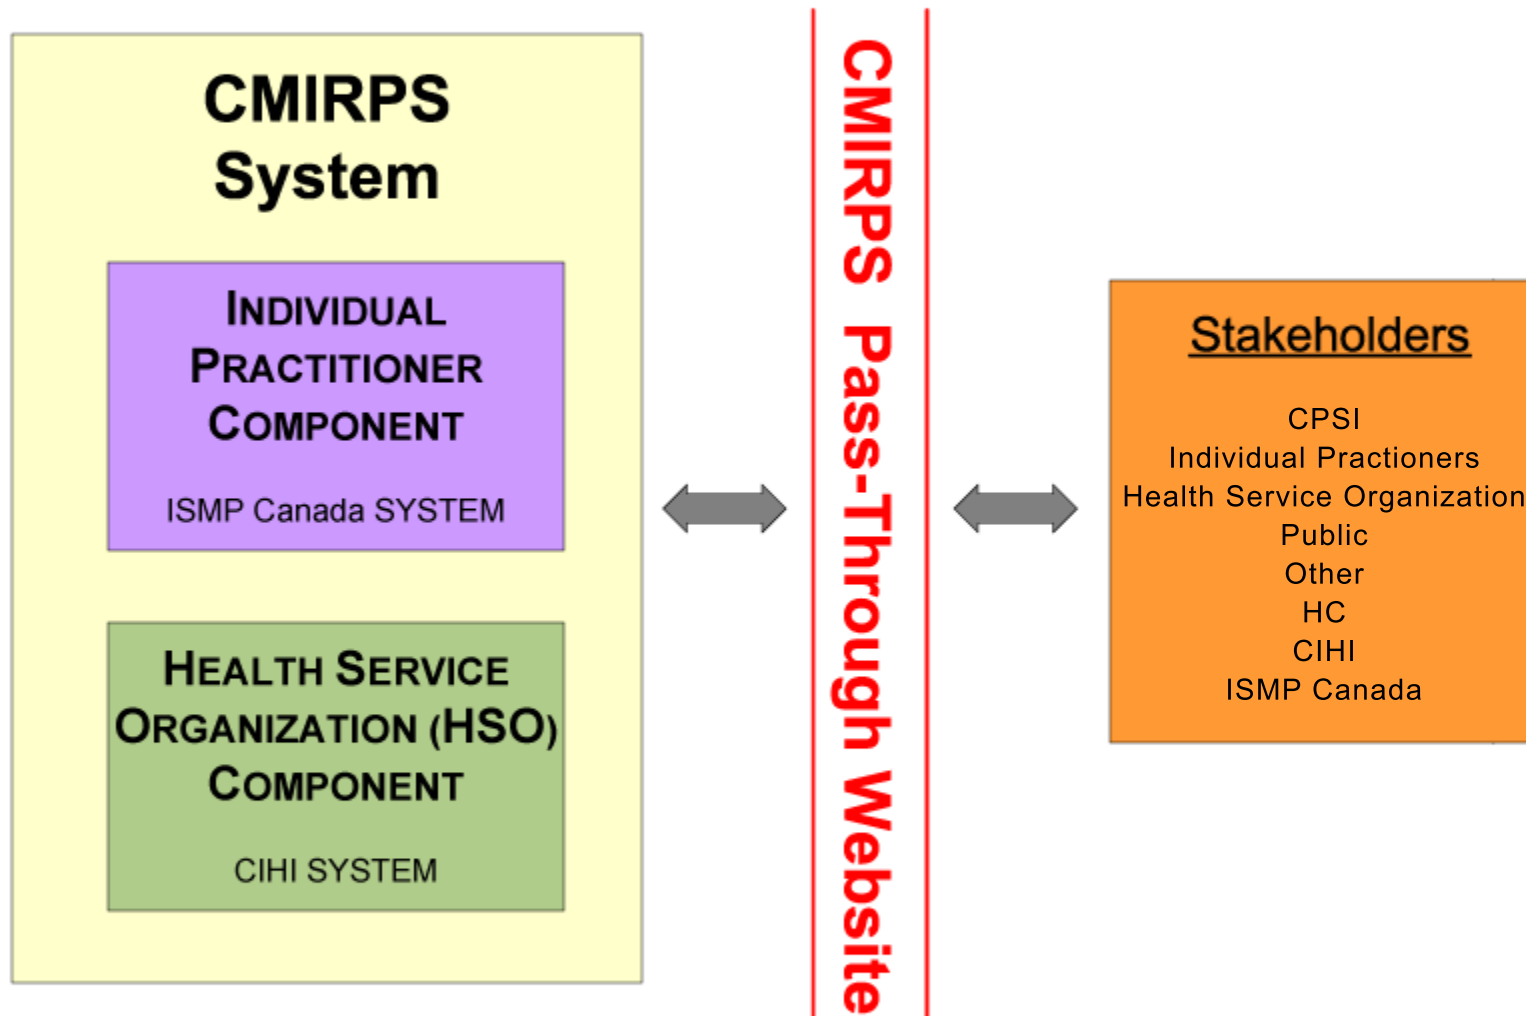 CMIRPS
System
INDIVIDUAL
PRACTITIONER
COMPONENT
ISMP Canada SYSTEM
HEALTH SERVICE
ORGANIZATION (HSO)
COMPONENT
CIHI SYSTEM
CMIRPS Pass-Through Website
Stakeholders
CPSI
Individual Practioners
Health Service Organization
Public
Other
HC
CIHI
ISMP Canada